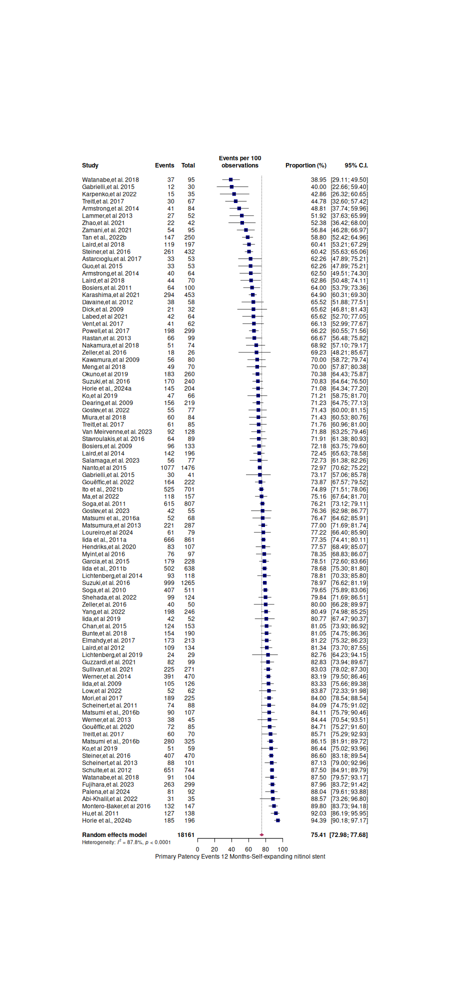 Events per 100
Study Events Total observations Proportion (%) 95% C.I.
Watanabe,et al. 2018 37 95 38.95 [29.11; 49.50]
Gabrielli,et al. 2015 12 30 40.00 [22.66; 59.40]
Karpenko,et al 2022 15 35 42.86 [26.32; 60.65]
Treitl,et al. 2017 30 67 44.78 [32.60; 57.42]
Armstrong,et al. 2014 41 84 48.81 [37.74; 59.96]
Lammer,et al 2013 27 52 51.92 [37.63; 65.99]
Zhao,et al. 2021 22 42 52.38 [36.42; 68.00]
Zamani,et al. 2021 54 95 56.84 [46.28; 66.97]
Tan et al., 2022b 147 250 58.80 [52.42; 64.96]
Laird,et al 2018 119 197 60.41 [53.21; 67.29]
Steiner,et al. 2016 261 432 60.42 [55.63; 65.06]
Astarcıoglu,et al. 2017 33 53 62.26 [47.89; 75.21]
Guo,et al. 2015 33 53 62.26 [47.89; 75.21]
Armstrong,et al. 2014 40 64 62.50 [49.51; 74.30]
Laird,et al 2018 44 70 62.86 [50.48; 74.11]
Bosiers,et al. 2011 64 100 64.00 [53.79; 73.36]
Karashima,et al 2021 294 453 64.90 [60.31; 69.30]
Davaine,et al. 2012 38 58 65.52 [51.88; 77.51]
Dick,et al. 2009 21 32 65.62 [46.81; 81.43]
Labed,et al 2021 42 64 65.62 [52.70; 77.05]
Vent,et al. 2017 41 62 66.13 [52.99; 77.67]
Powell,et al. 2017 198 299 66.22 [60.55; 71.56]
Rastan,et al. 2013 66 99 66.67 [56.48; 75.82]
Nakamura,et al 2018 51 74 68.92 [57.10; 79.17]
Zeller,et al. 2016 18 26 69.23 [48.21; 85.67]
Kawamura,et al 2009 56 80 70.00 [58.72; 79.74]
Meng,et al 2018 49 70 70.00 [57.87; 80.38]
Okuno,et al 2019 183 260 70.38 [64.43; 75.87]
Suzuki,et al. 2016 170 240 70.83 [64.64; 76.50]
Horie et al., 2024a 145 204 71.08 [64.34; 77.20]
Ko,et al 2019 47 66 71.21 [58.75; 81.70]
Dearing,et al. 2009 156 219 71.23 [64.75; 77.13]
Gostev,et al. 2022 55 77 71.43 [60.00; 81.15]
Miura,et al 2018 60 84 71.43 [60.53; 80.76]
Treitl,et al. 2017 61 85 71.76 [60.96; 81.00]
Van Meirvenne,et al. 2023 92 128 71.88 [63.25; 79.46]
Stavroulakis,et al. 2016 64 89 71.91 [61.38; 80.93]
Bosiers,et al. 2009 96 133 72.18 [63.75; 79.60]
Laird,et al 2014 142 196 72.45 [65.63; 78.58]
Salamaga,et al. 2023 56 77 72.73 [61.38; 82.26]
Nanto,et al 2015 1077 1476 72.97 [70.62; 75.22]
Gabrielli,et al. 2015 30 41 73.17 [57.06; 85.78]
Gouëffic,et al. 2022 164 222 73.87 [67.57; 79.52]
Ito et al., 2021b 525 701 74.89 [71.51; 78.06]
Ma,et al 2022 118 157 75.16 [67.64; 81.70]
Soga,et al. 2011 615 807 76.21 [73.12; 79.11]
Gostev,et al. 2023 42 55 76.36 [62.98; 86.77]
Matsumi et al., 2016a 52 68 76.47 [64.62; 85.91]
Matsumura,et al 2013 221 287 77.00 [71.69; 81.74]
Loureiro,et al 2024 61 79 77.22 [66.40; 85.90]
Iida et al., 2011a 666 861 77.35 [74.41; 80.11]
Hendriks,et al. 2020 83 107 77.57 [68.49; 85.07]
Myint,et al 2016 76 97 78.35 [68.83; 86.07]
Garcia,et al. 2015 179 228 78.51 [72.60; 83.66]
Iida et al., 2011b 502 638 78.68 [75.30; 81.80]
Lichtenberg,et al 2014 93 118 78.81 [70.33; 85.80]
Suzuki,et al. 2016 999 1265 78.97 [76.62; 81.19]
Soga,et al. 2010 407 511 79.65 [75.89; 83.06]
Shehada,et al. 2022 99 124 79.84 [71.69; 86.51]
Zeller,et al. 2016 40 50 80.00 [66.28; 89.97]
Yang,et al. 2022 198 246 80.49 [74.98; 85.25]
Iida,et al 2019 42 52 80.77 [67.47; 90.37]
Chan,et al. 2015 124 153 81.05 [73.93; 86.92]
Bunte,et al. 2018 154 190 81.05 [74.75; 86.36]
Elmahdy,et al. 2017 173 213 81.22 [75.32; 86.23]
Laird,et al 2012 109 134 81.34 [73.70; 87.55]
Lichtenberg,et al 2019 24 29 82.76 [64.23; 94.15]
Guzzardi,et al. 2021 82 99 82.83 [73.94; 89.67]
Sullivan,et al. 2021 225 271 83.03 [78.02; 87.30]
Werner,et al. 2014 391 470 83.19 [79.50; 86.46]
Iida,et al. 2009 105 126 83.33 [75.66; 89.38]
Low,et al 2022 52 62 83.87 [72.33; 91.98]
Mori,et al 2017 189 225 84.00 [78.54; 88.54]
Scheinert,et al. 2011 74 88 84.09 [74.75; 91.02]
Matsumi et al., 2016b 90 107 84.11 [75.79; 90.46]
Werner,et al. 2013 38 45 84.44 [70.54; 93.51]
Gouëffic,et al. 2020 72 85 84.71 [75.27; 91.60]
Treitl,et al. 2017 60 70 85.71 [75.29; 92.93]
Matsumi et al., 2016b 280 325 86.15 [81.91; 89.72]
Ko,et al 2019 51 59 86.44 [75.02; 93.96]
Steiner,et al. 2016 407 470 86.60 [83.18; 89.54]
Scheinert,et al. 2013 88 101 87.13 [79.00; 92.96]
Schulte,et al. 2012 651 744 87.50 [84.91; 89.79]
Watanabe,et al. 2018 91 104 87.50 [79.57; 93.17]
Fujihara,et al. 2023 263 299 87.96 [83.72; 91.42]
Palena,et al 2024 81 92 88.04 [79.61; 93.88]
Abi-Khalil,et al. 2022 31 35 88.57 [73.26; 96.80]
Montero-Baker,et al 2016 132 147 89.80 [83.73; 94.18]
Hu,et al. 2011 127 138 92.03 [86.19; 95.95]
Horie et al., 2024b 185 196 94.39 [90.18; 97.17]
Random effects model 18161 75.41 [72.98; 77.68]
Heterogeneity: I² = 87.8%, p < 0.0001
0 20 40 60 80 100
Primary Patency Events 12 Months-Self-expanding nitinol stent